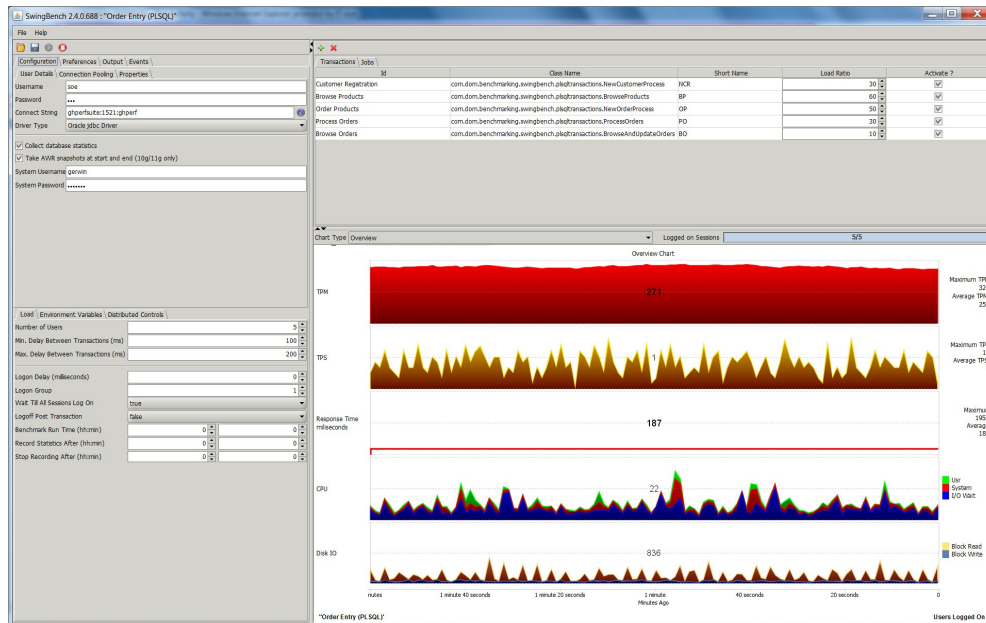 SwingBench 2.4.0.688 : "Order Entry (PLSQL)"
File Help
Configuration Preferences Output Events
User Details Connection Pooling Properties
Username soe
Password •••
Connect String ghperfsuite:1521:ghperf
Driver Type Oracle jdbc Driver
Collect database statistics
Take AWR snapshots at start and end (10g/11g only)
System Username gerwin
System Password •••••••
Load Environment Variables Distributed Controls
Number of Users 5
Min. Delay Between Transactions (ms) 100
Max. Delay Between Transactions (ms) 200
Logon Delay (milliseconds) 0
Logon Group 1
Wait Till All Sessions Log On true
Logoff Post Transaction false
Benchmark Run Time (hh:min) 0 0
Record Statistics After (hh:min) 0 0
Stop Recording After (hh:min) 0 0
Transactions Jobs
Id Class Name Short Name Load Ratio Activate ?
Customer Registration com.dom.benchmarking.swingbench.plsqltransactions.NewCustomerProcess NCR 30
Browse Products com.dom.benchmarking.swingbench.plsqltransactions.BrowseProducts BP 60
Order Products com.dom.benchmarking.swingbench.plsqltransactions.NewOrderProcess OP 50
Process Orders com.dom.benchmarking.swingbench.plsqltransactions.ProcessOrders PO 30
Browse Orders com.dom.benchmarking.swingbench.plsqltransactions.BrowseAndUpdateOrders BO 10
Chart Type Overview Logged on Sessions 5/5
Overview Chart
TPM 271
Maximum TP
32
Average TPM
25
TPS 1
Maximum TP
1
Average TPS
Response Time
miliseconds
187
Maximu
195
Averag
18
CPU 22
Usr
System
I/O Wait
Disk IO 836
Block Read
Block Write
nutes 1 minute 40 seconds 1 minute 20 seconds 1 minute 40 seconds 20 seconds 0
Minutes Ago
"Order Entry (PLSQL)" Users Logged On